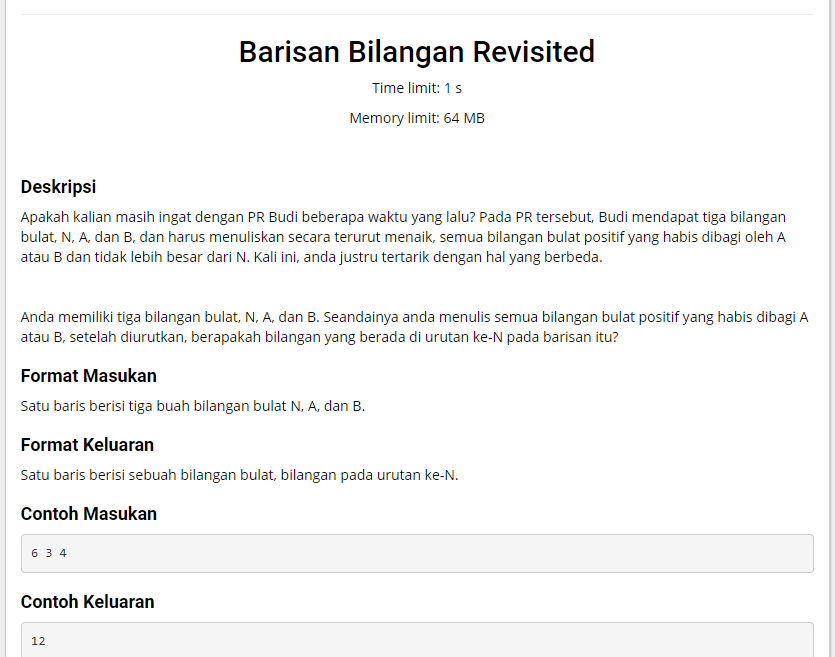 Barisan Bilangan Revisited
Time limit: 1 s
Memory limit: 64 MB
Deskripsi
Apakah kalian masih ingat dengan PR Budi beberapa waktu yang lalu? Pada PR tersebut, Budi mendapat tiga bilangan
bulat, N, A, dan B, dan harus menuliskan secara terurut menaik, semua bilangan bulat positif yang habis dibagi oleh A
atau B dan tidak lebih besar dari N. Kali ini, anda justru tertarik dengan hal yang berbeda.
Anda memiliki tiga bilangan bulat, N, A, dan B. Seandainya anda menulis semua bilangan bulat positif yang habis dibagi A
atau B, setelah diurutkan, berapakah bilangan yang berada di urutan ke-N pada barisan itu?
Format Masukan
Satu baris berisi tiga buah bilangan bulat N, A, dan B.
Format Keluaran
Satu baris berisi sebuah bilangan bulat, bilangan pada urutan ke-N.
Contoh Masukan
6 3 4
Contoh Keluaran
12